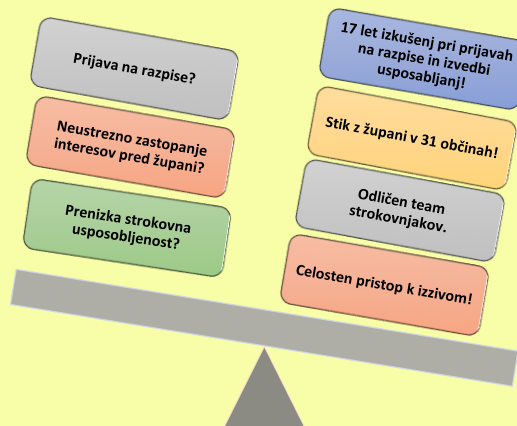 Prijava na razpise?
Neustrezno zastopanje
interesov pred župani?
Prenizka strokovna
usposobljenost?
17 let izkušenj pri prijavah
na razpise in izvedbi
usposabljanj!
Stik z župani v 31 občinah!
Odličen team
strokovnjakov.
Celosten pristop k izzivom!